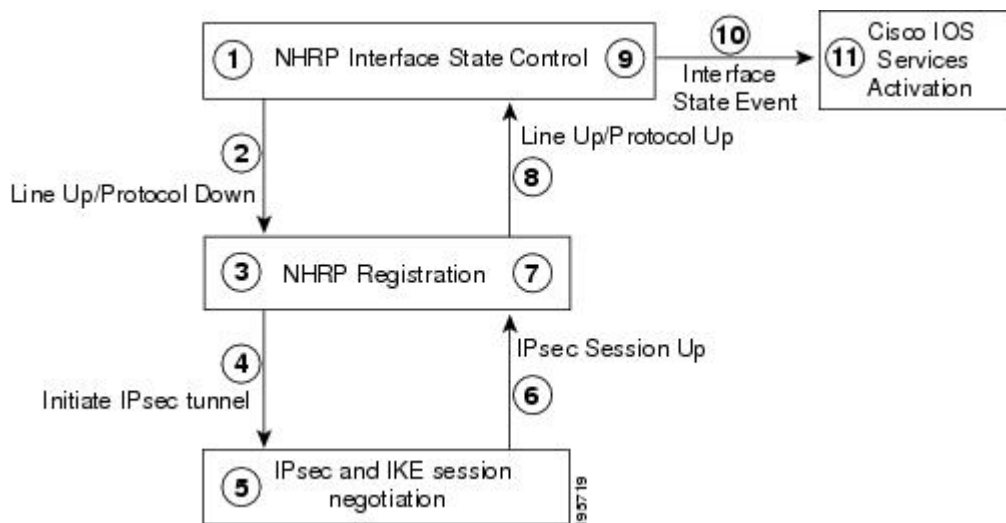 1 NHRP Interface State Control 9
10
Interface
State Event
11 Cisco IOS
Services
Activation
2
Line Up/Protocol Down
Line Up/Protocol Up
8
3 NHRP Registration 7
4
Initiate IPsec tunnel
IPsec Session Up
6
5 IPsec and IKE session
negotiation
95719